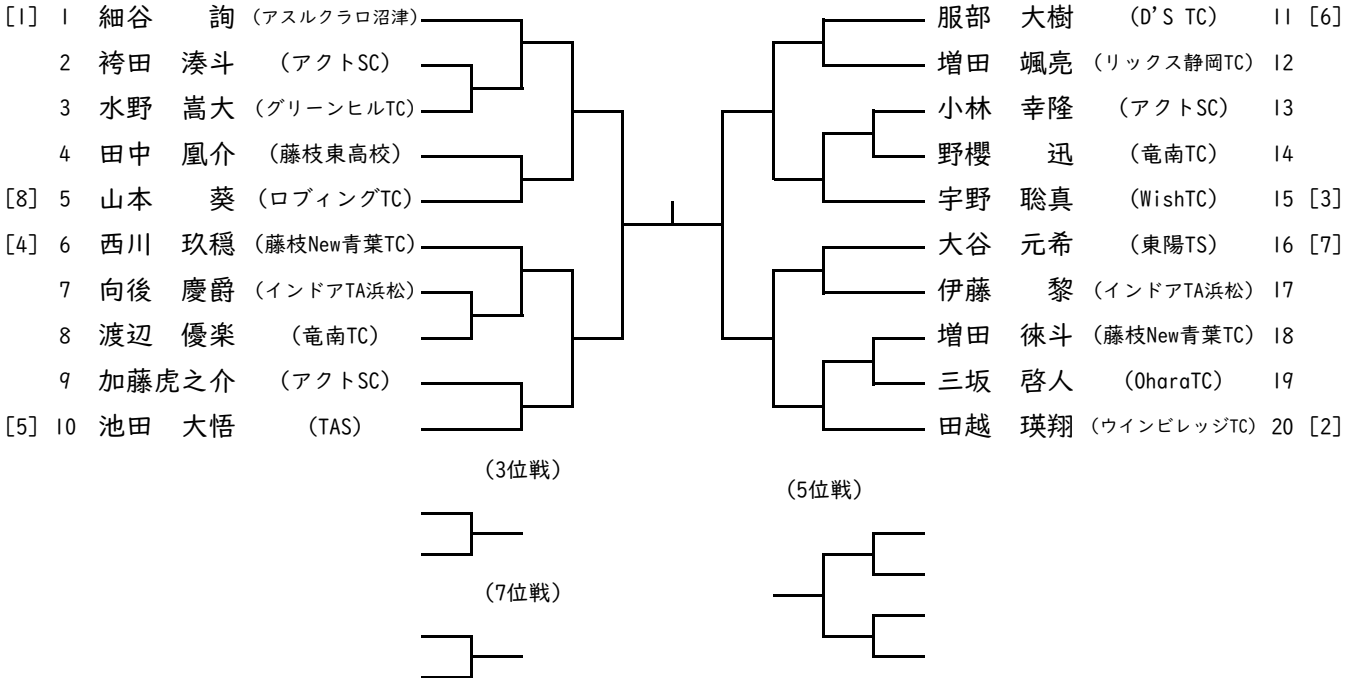 [1] 1 細谷 詢 (アスルクラロ沼津)
2 袴田 湊斗 (アクトSC)
3 水野 嵩大 (グリーンヒルTC)
4 田中 凰介 (藤枝東高校)
[8] 5 山本 葵 (ロブィングTC)
[4] 6 西川 玖穏 (藤枝New青葉TC)
7 向後 慶爵 (インドアTA浜松)
8 渡辺 優楽 (竜南TC)
9 加藤虎之介 (アクトSC)
[5] 10 池田 大悟 (TAS)
服部 大樹 (D'S TC) 11 [6]
増田 颯亮 (リックス静岡TC) 12
小林 幸隆 (アクトSC) 13
野櫻 迅 (竜南TC) 14
宇野 聡真 (WishTC) 15 [3]
大谷 元希 (東陽TS) 16 [7]
伊藤 黎 (インドアTA浜松) 17
増田 徠斗 (藤枝New青葉TC) 18
三坂 啓人 (OharaTC) 19
田越 瑛翔 (ウインビレッジTC) 20 [2]
(3位戦)
(7位戦)
(5位戦)